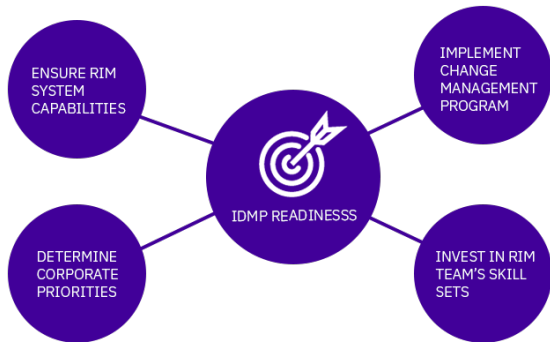 ENSURE RIM
SYSTEM
CAPABILITIES
IMPLEMENT
CHANGE
MANAGEMENT
PROGRAM
IDMP READINESSS
DETERMINE
CORPORATE
PRIORITIES
INVEST IN RIM
TEAM'S SKILL
SETS